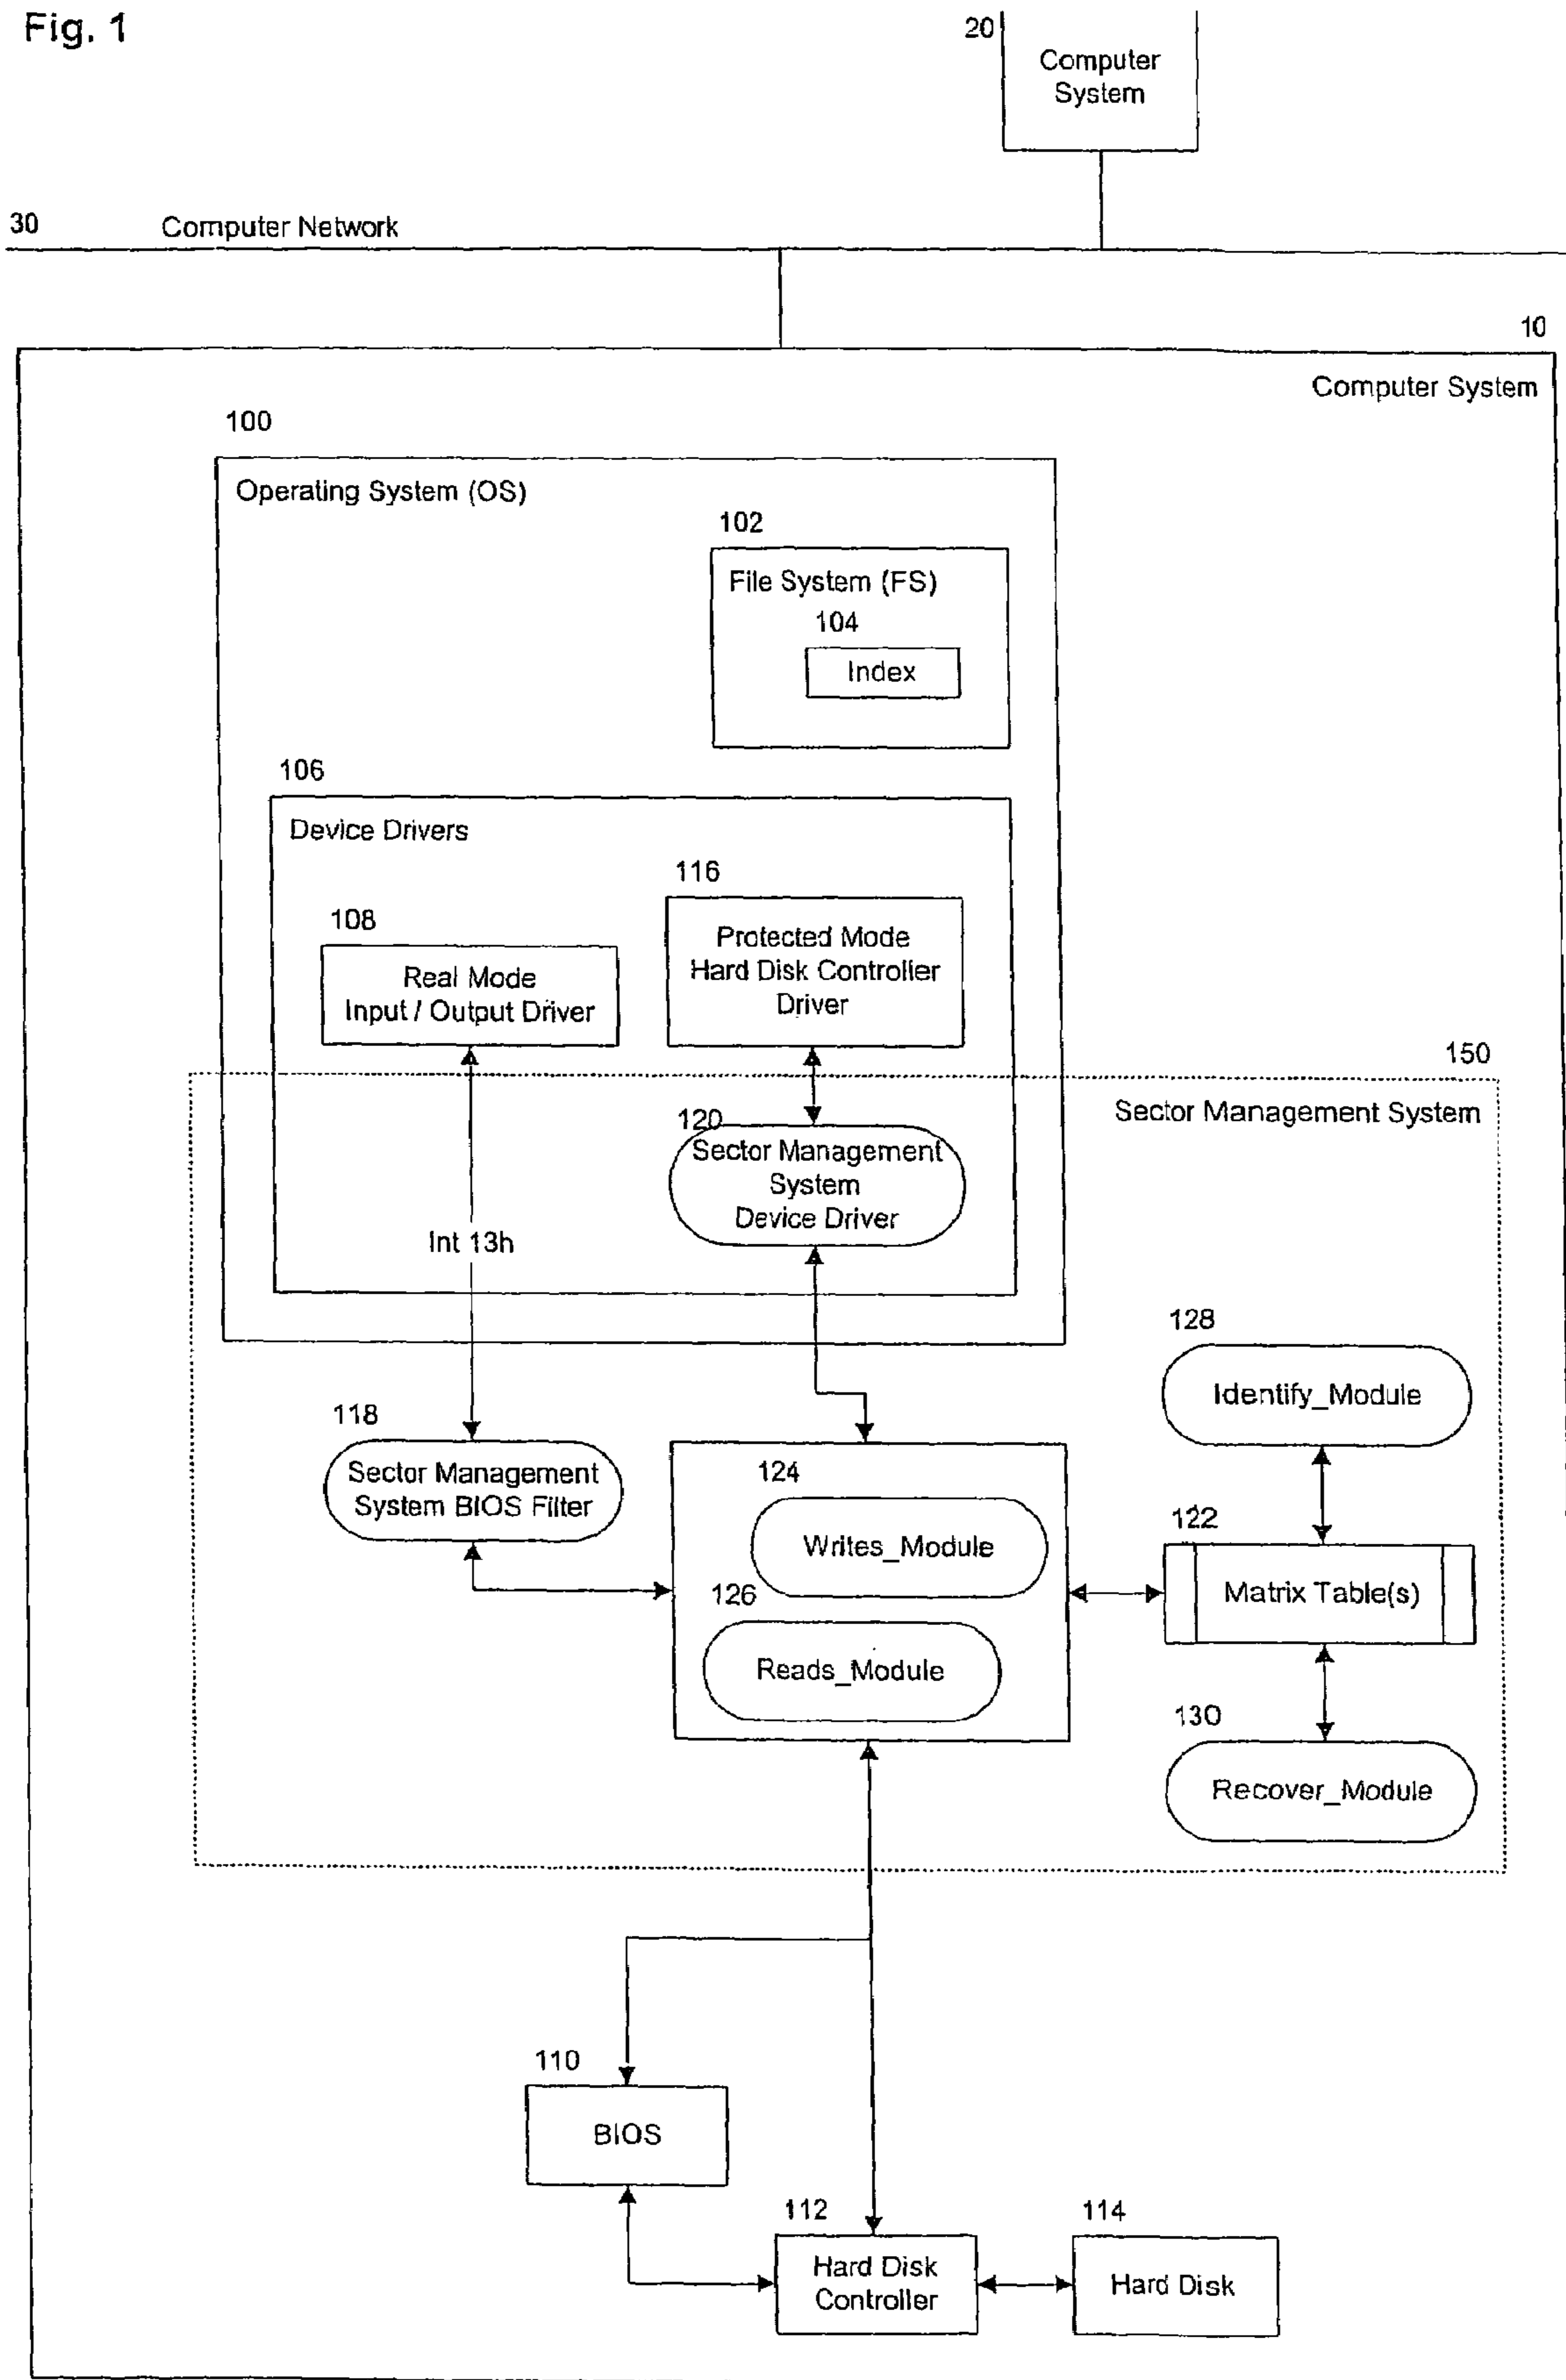 Fig. 1
20
Computer
System
30
Computer Network
10
Computer System
100
Operating System (OS)
102
File System (FS)
104
Index
106
Device Drivers
116
Protected Mode
Hard Disk Controller
Driver
108
Real Mode
Input / Output Driver
150
Sector Management System
120
Sector Management
System
Device Driver
Int 13h
128
Identify_Module
118
Sector Management
System BIOS Filter
124
Writes_Module
122
Matrix Table(s)
126
Reads_Module
130
Recover_Module
110
BIOS
112
Hard Disk
Controller
114
Hard Disk